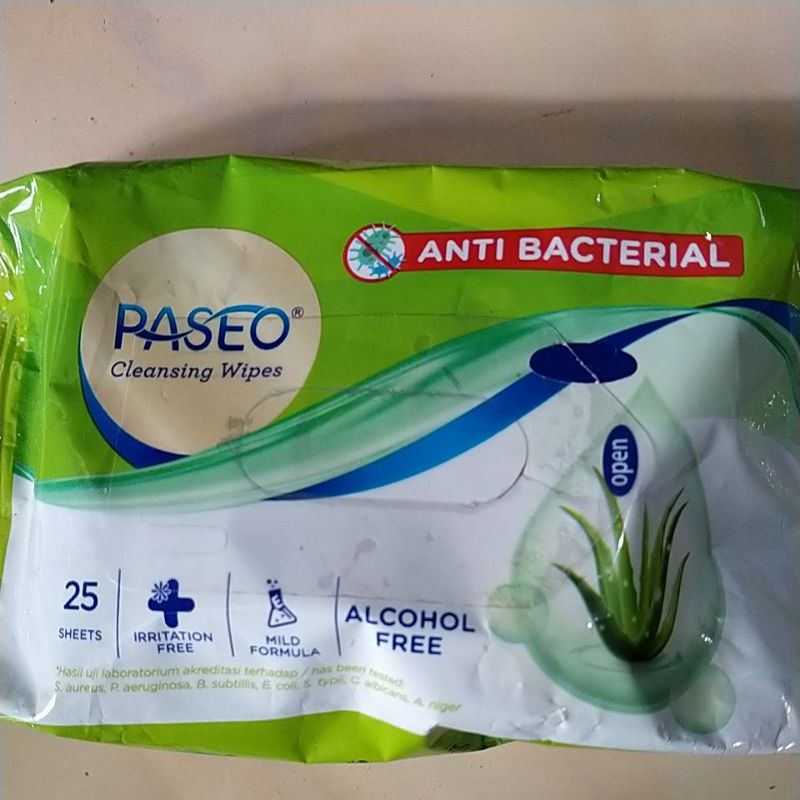 ANTI BACTERIAL
PASEO®
Cleansing Wipes
open
25
SHEETS
IRRITATION
FREE
MILD
FORMULA
ALCOHOL
FREE
*Hasil uji laboratorium akreditasi terhadap / has been tested:
S. aureus, P. aeruginosa, B. subtillis, E. coli, S. typii, C. albicans, A. niger